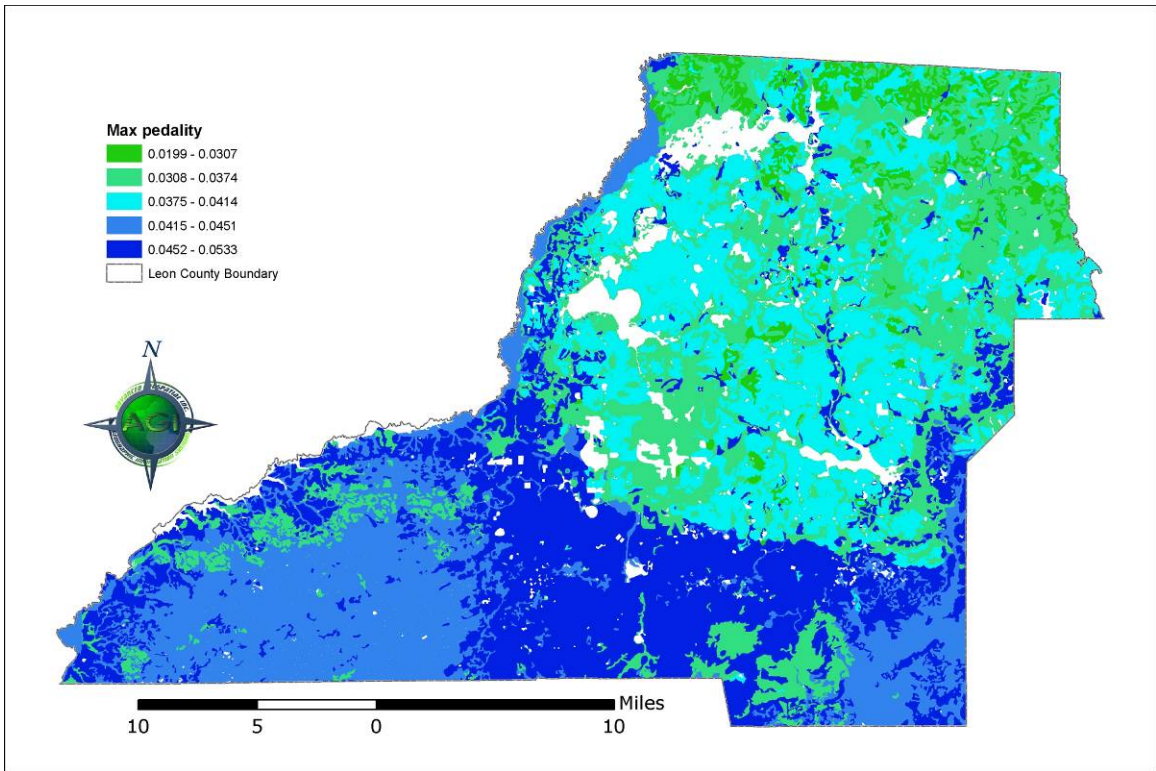 Max pedality
0.0199 - 0.0307
0.0308 - 0.0374
0.0375 - 0.0414
0.0415 - 0.0451
0.0452 - 0.0533
Leon County Boundary
N
AGI
Miles
10 5 0 10